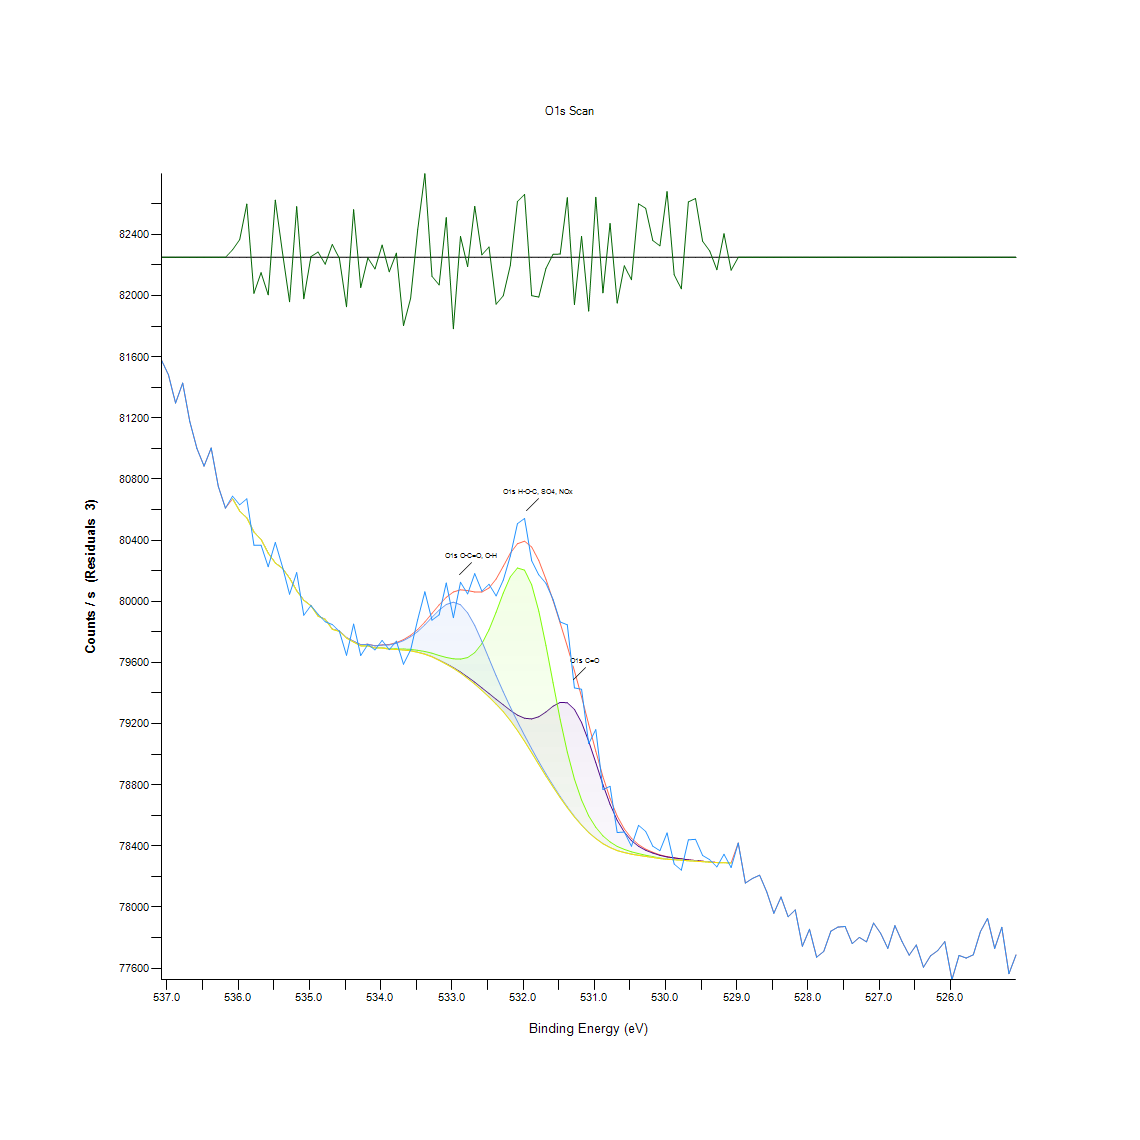 O1s Scan
82400
82000
81600
81200
80800
80400
80000
79600
79200
78800
78400
78000
77600
Counts / s (Residuals 3)
O1s H-O-C, SO4, NOx
O1s O-C=O, O-H
O1s C=O
537.0 536.0 535.0 534.0 533.0 532.0 531.0 530.0 529.0 528.0 527.0 526.0
Binding Energy (eV)